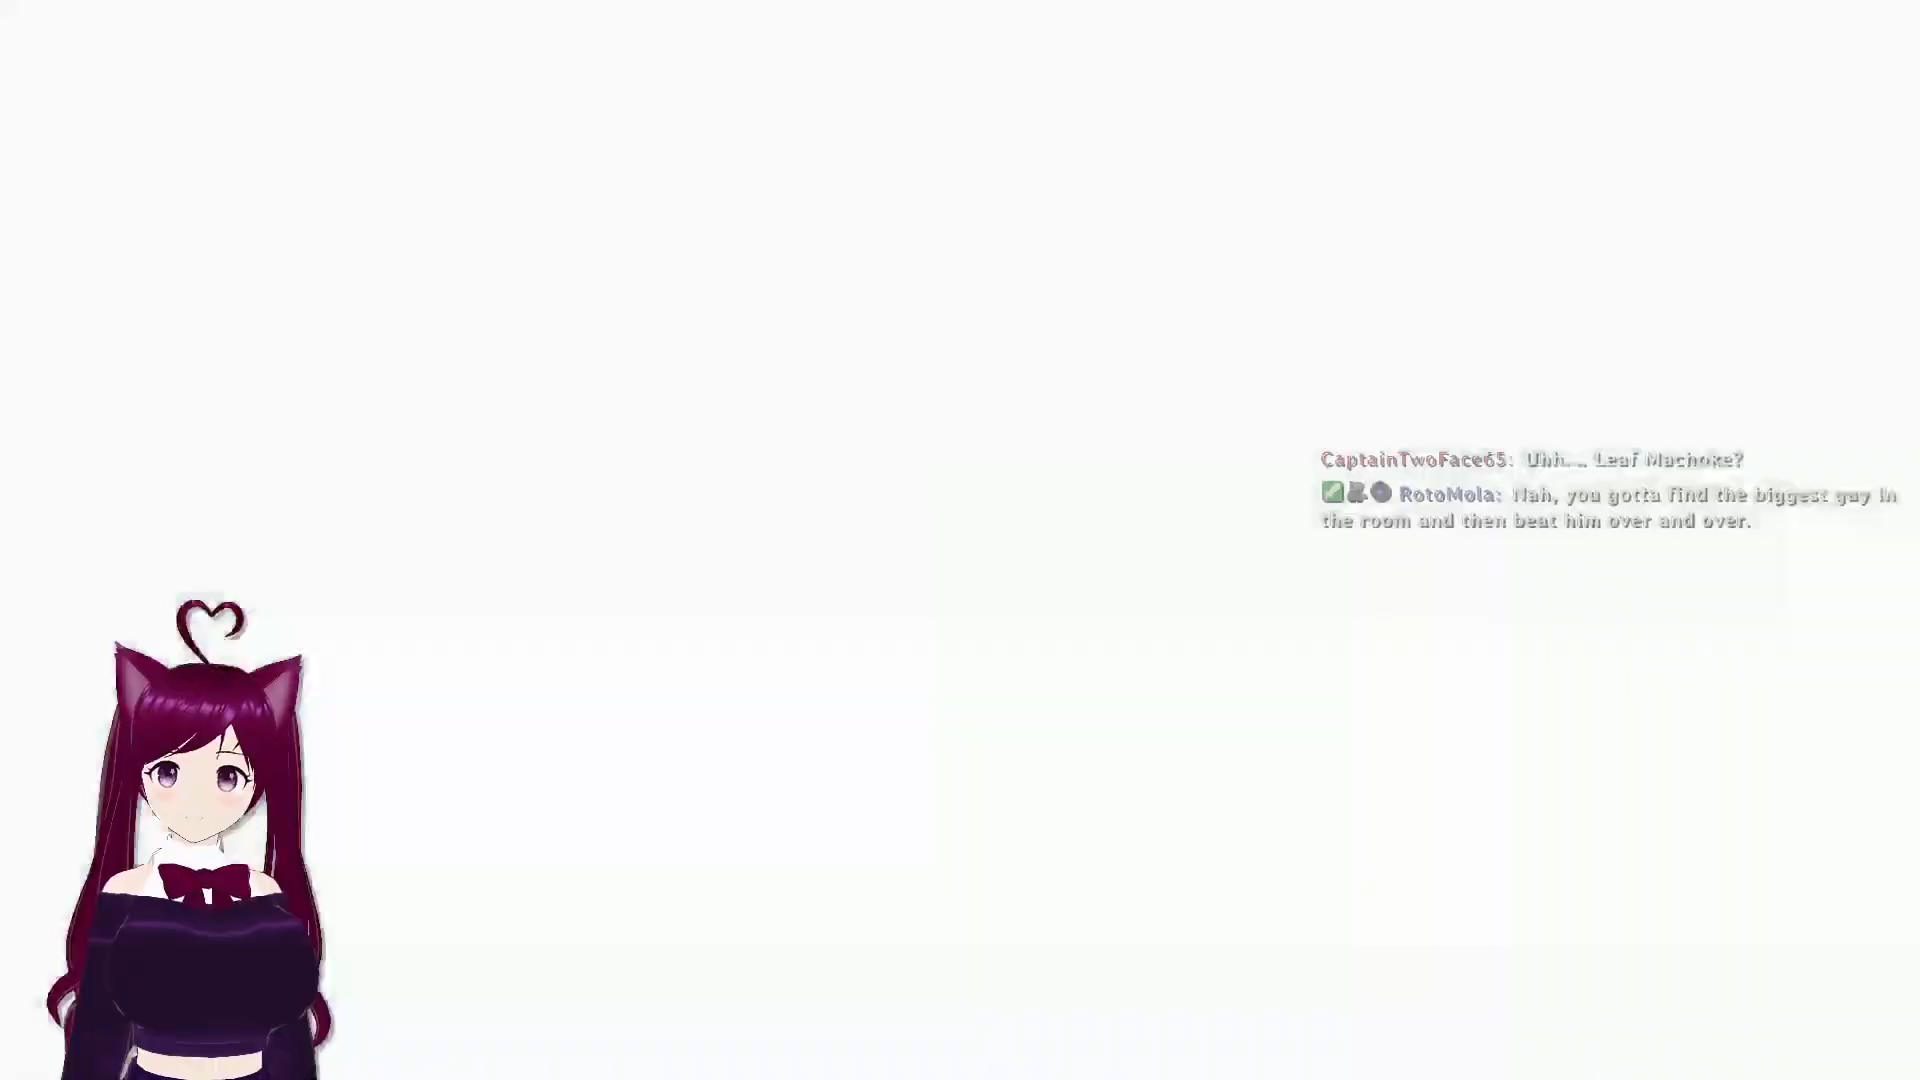 CaptainTwoFace65: Uhh... Leaf Machoke?
RotoMola: Nah, you gotta find the biggest guy in
the room and then beat him over and over.